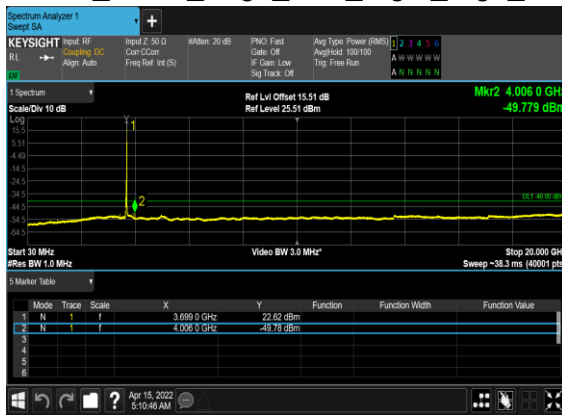 Spectrum Analyzer 1
Swept SA
KEYSIGHT Input: RF Input Z: 50 Ω #Atten: 20 dB PNO: Fast Avg Type: Power (RMS) 1 2 3 4 5 6
RL Coupling: DC Corr CCorr Gate: Off Avg|Hold: 100/100 A W W W W W
Align: Auto Freq Ref: Int (S) IF Gain: Low Trig: Free Run
Sig Track: Off A N N N N N
1 Spectrum Ref Lvl Offset 15.51 dB Mkr2 4.006 0 GHz
Scale/Div 10 dB Ref Level 25.51 dBm -49.779 dBm
Log
15.5 1
5.51
-4.49
-14.5
-24.5
-34.5
-44.5 2
-54.5
-64.5
Start 30 MHz Video BW 3.0 MHz* Stop 20.000 GHz
#Res BW 1.0 MHz Sweep ~38.3 ms (40001 pts)
5 Marker Table
Mode Trace Scale X Y Function Function Width Function Value
1 N 1 f 3.699 0 GHz 22.62 dBm
2 N 1 f 4.006 0 GHz -49.78 dBm
3
4
5
6
? Apr 15, 2022
5:10:46 AM